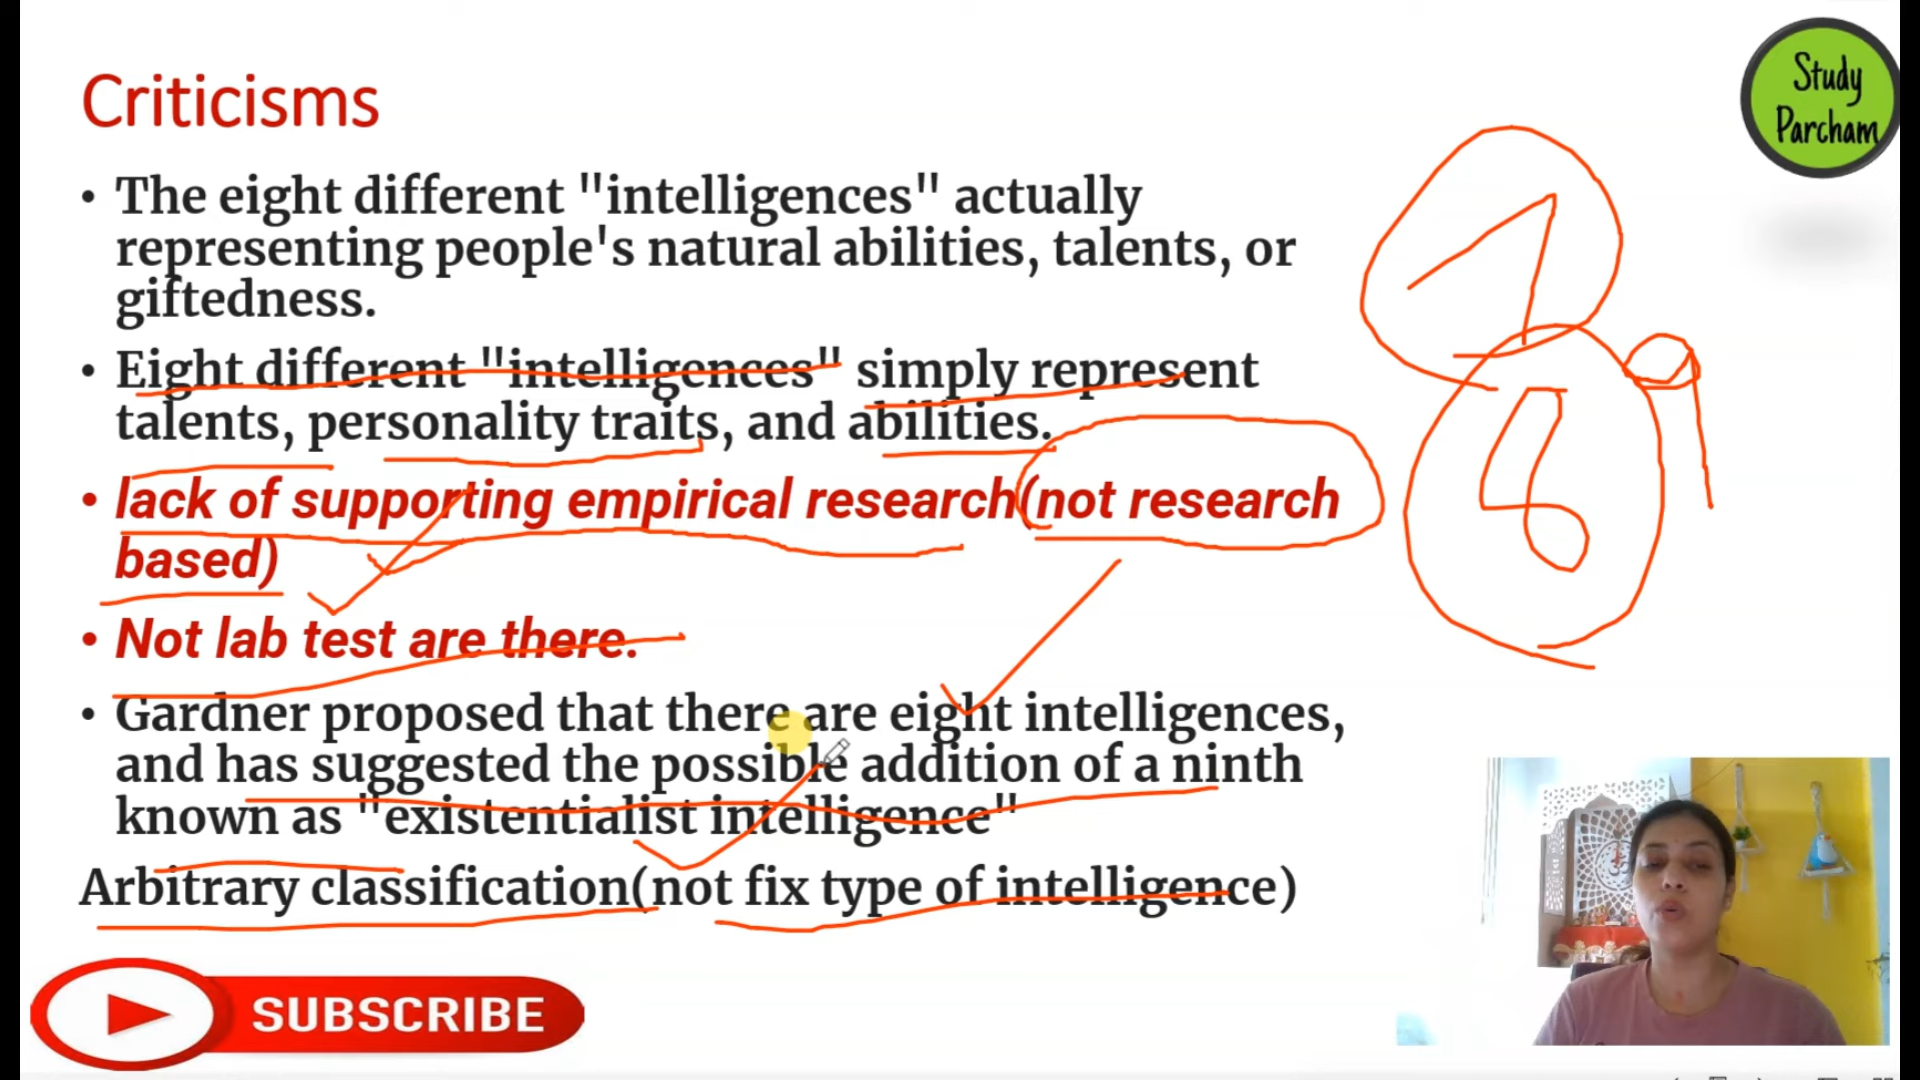 Criticisms
• The eight different "intelligences" actually
representing people's natural abilities, talents, or
giftedness.
• Eight different "intelligences" simply represent
talents, personality traits, and abilities.
• lack of supporting empirical research(not research
based)
• Not lab test are there.
• Gardner proposed that there are eight intelligences,
and has suggested the possible addition of a ninth
known as "existentialist intelligence"
Arbitrary classification(not fix type of intelligence)
SUBSCRIBE
Study
Parcham
7
8
9